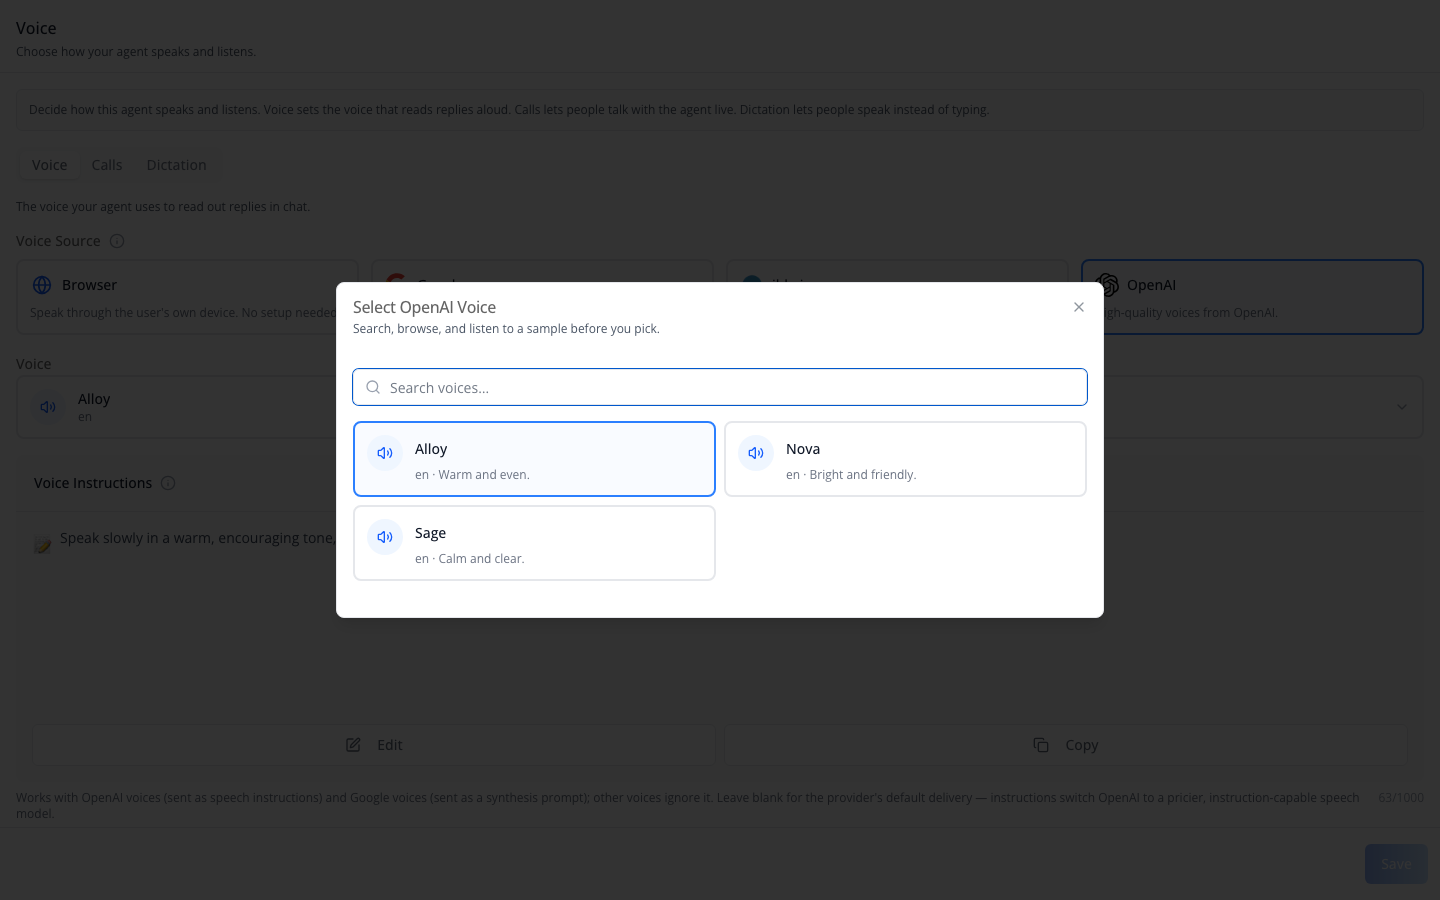 Voice
Choose how your agent speaks and listens.
Decide how this agent speaks and listens. Voice sets the voice that reads replies aloud. Calls lets people talk with the agent live. Dictation lets people speak instead of typing.
Voice Calls Dictation
The voice your agent uses to read out replies in chat.
Voice Source
Browser
OpenAI
Speak through the user's own device. No setup needed
voices from OpenAI.
Select OpenAI Voice
Search, browse, and listen to a sample before you pick.
Search voices...
Alloy
en · Warm and even.
Nova
en · Bright and friendly.
Sage
en · Calm and clear.
Voice
Alloy
en
Voice Instructions
Speak slowly in a warm, encouraging tone,
Edit
Copy
Works with OpenAI voices (sent as speech instructions) and Google voices (sent as a synthesis prompt); other voices ignore it. Leave blank for the provider's default delivery — instructions switch OpenAI to a pricier, instruction-capable speech
model.
63/1000
Save